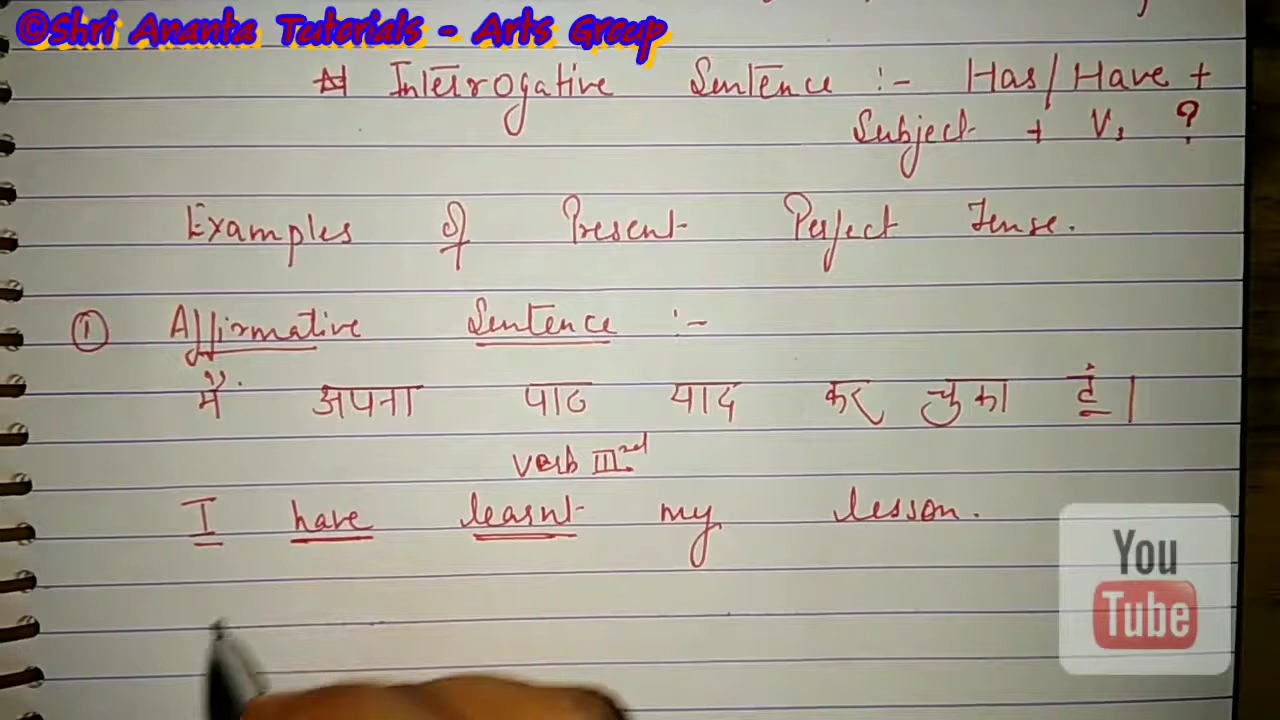 ©Shri Ananta Tutorials - Arts Group
Interrogative Sentence :- Has/Have +
Subject + V₃ ?
Examples of Present Perfect Tense.
① Affirmative Sentence :-
मैं अपना पाठ याद कर चुका हूं।
Verb IIIrd
I have learnt my lesson.
You
Tube